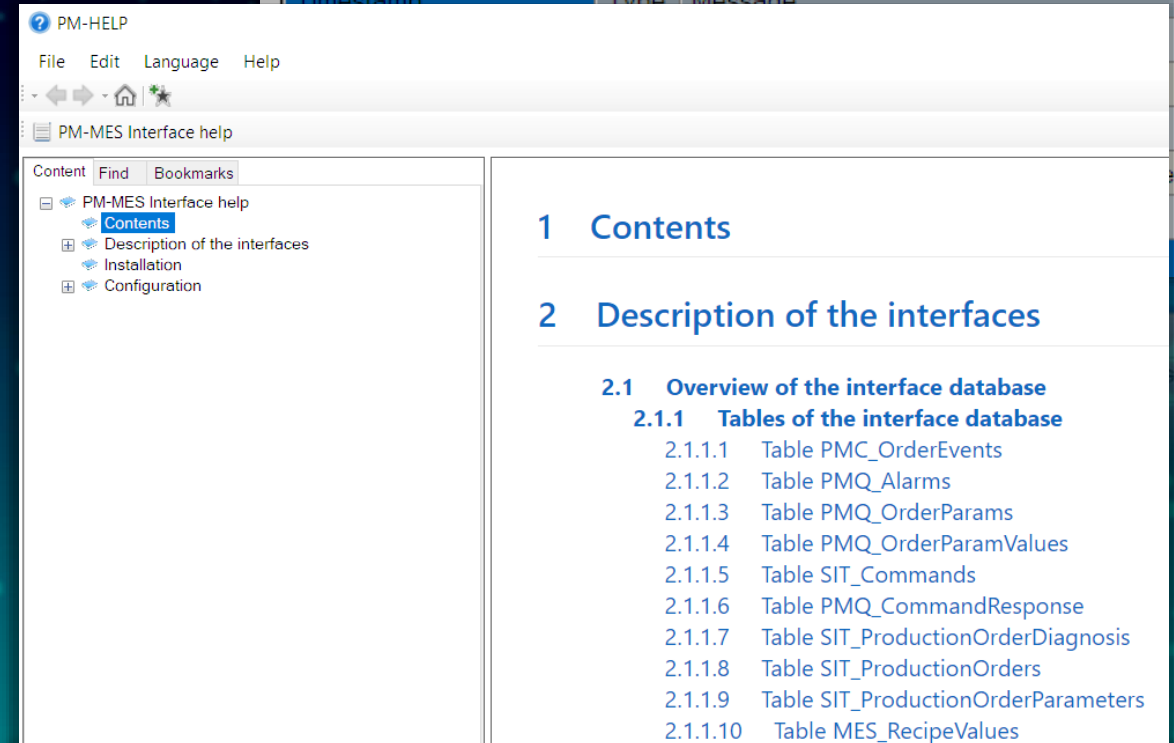 Timestamp Type Message
PM-HELP
File Edit Language Help
PM-MES Interface help
Content Find Bookmarks
PM-MES Interface help
Contents
Description of the interfaces
Installation
Configuration
1 Contents
2 Description of the interfaces
2.1 Overview of the interface database
2.1.1 Tables of the interface database
2.1.1.1 Table PMC_OrderEvents
2.1.1.2 Table PMQ_Alarms
2.1.1.3 Table PMQ_OrderParams
2.1.1.4 Table PMQ_OrderParamValues
2.1.1.5 Table SIT_Commands
2.1.1.6 Table PMQ_CommandResponse
2.1.1.7 Table SIT_ProductionOrderDiagnosis
2.1.1.8 Table SIT_ProductionOrders
2.1.1.9 Table SIT_ProductionOrderParameters
2.1.1.10 Table MES_RecipeValues